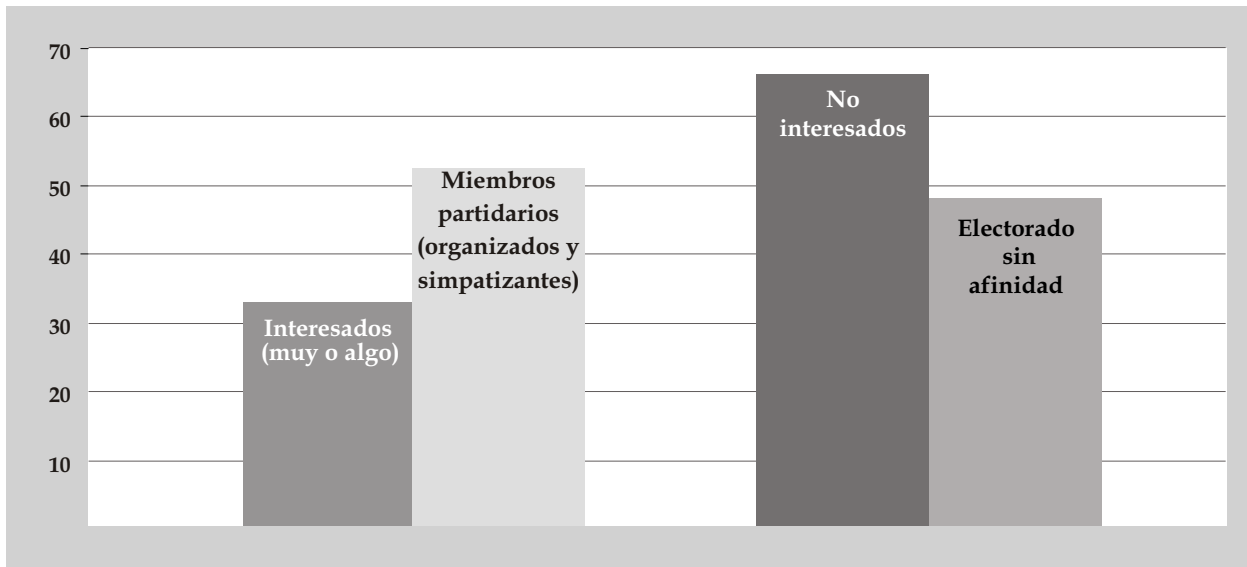 70
60
50
40
30
20
10
Interesados
(muy o algo)
Miembros
partidarios
(organizados y
simpatizantes)
No
interesados
Electorado
sin
afinidad